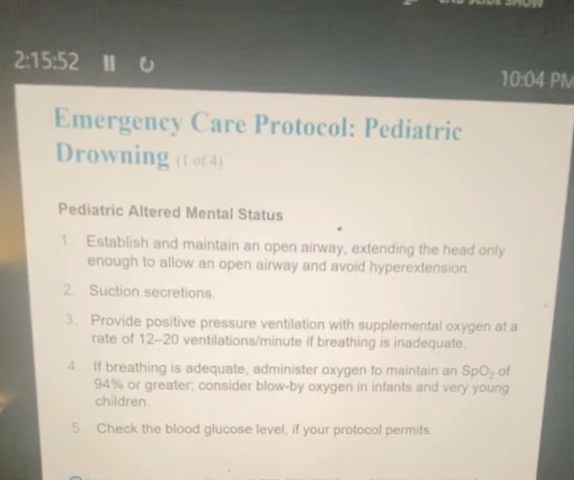 END SLIDE SHOW
2:15:52
10:04 PM
Emergency Care Protocol: Pediatric
Drowning (1 of 4)
Pediatric Altered Mental Status
1. Establish and maintain an open airway, extending the head only
enough to allow an open airway and avoid hyperextension
2. Suction secretions.
3. Provide positive pressure ventilation with supplemental oxygen at a
rate of 12–20 ventilations/minute if breathing is inadequate.
4. If breathing is adequate, administer oxygen to maintain an SpO₂ of
94% or greater; consider blow-by oxygen in infants and very young
children.
5. Check the blood glucose level, if your protocol permits.